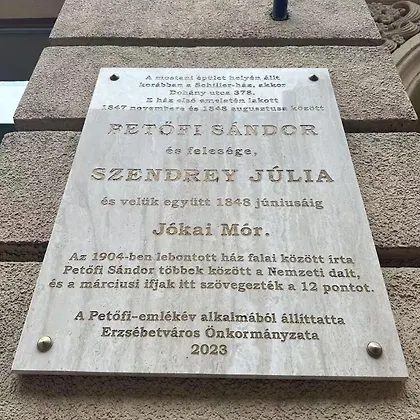 A mostani épület helyén állt
korábban a Schiller-ház, akkor
Dohány utca 378.
E ház első emeletén lakott
1847 novembere és 1848 augusztusa között
PETŐFI SÁNDOR
és felesége,
SZENDREY JÚLIA
és velük együtt 1848 júniusáig
Jókai Mór.
Az 1904-ben lebontott ház falai között írta
Petőfi Sándor többek között a Nemzeti dalt,
és a márciusi ifjak itt szövegezték a 12 pontot.
A Petőfi-emlékév alkalmából állíttatta
Erzsébetváros Önkormányzata
2023